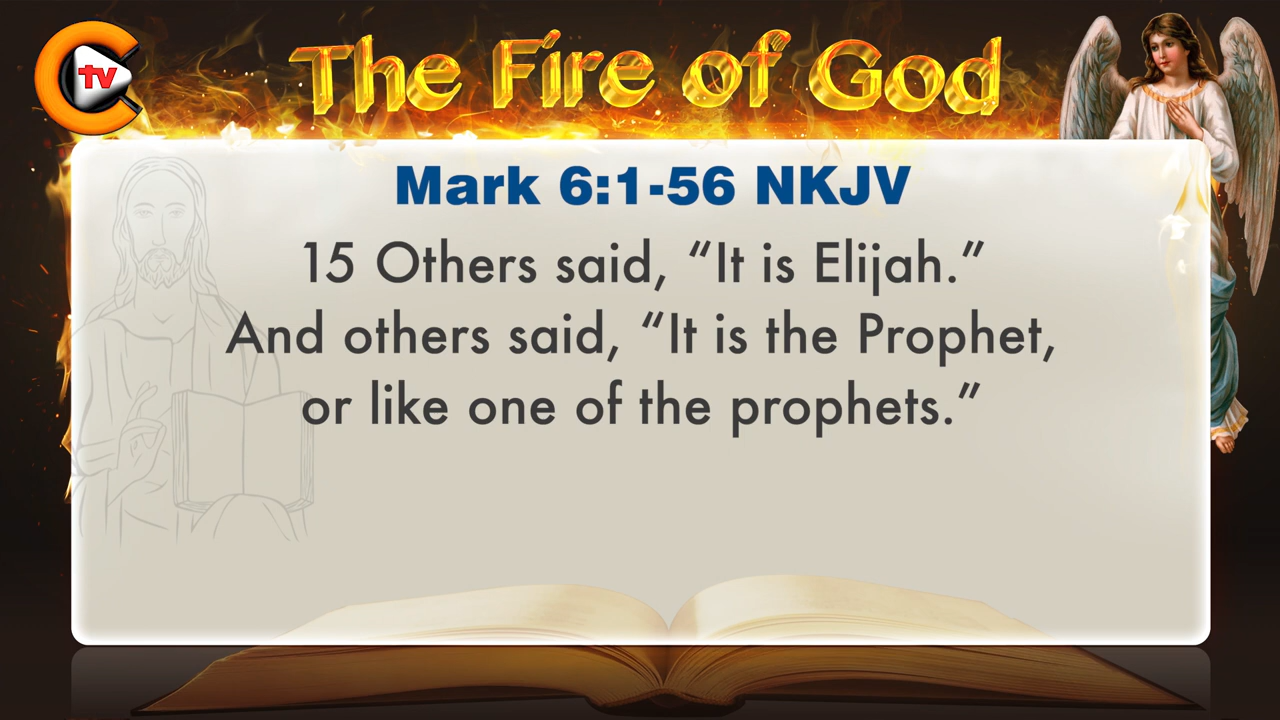 tv
The Fire of God
Mark 6:1-56 NKJV
15 Others said, “It is Elijah.”
And others said, “It is the Prophet,
or like one of the prophets.”